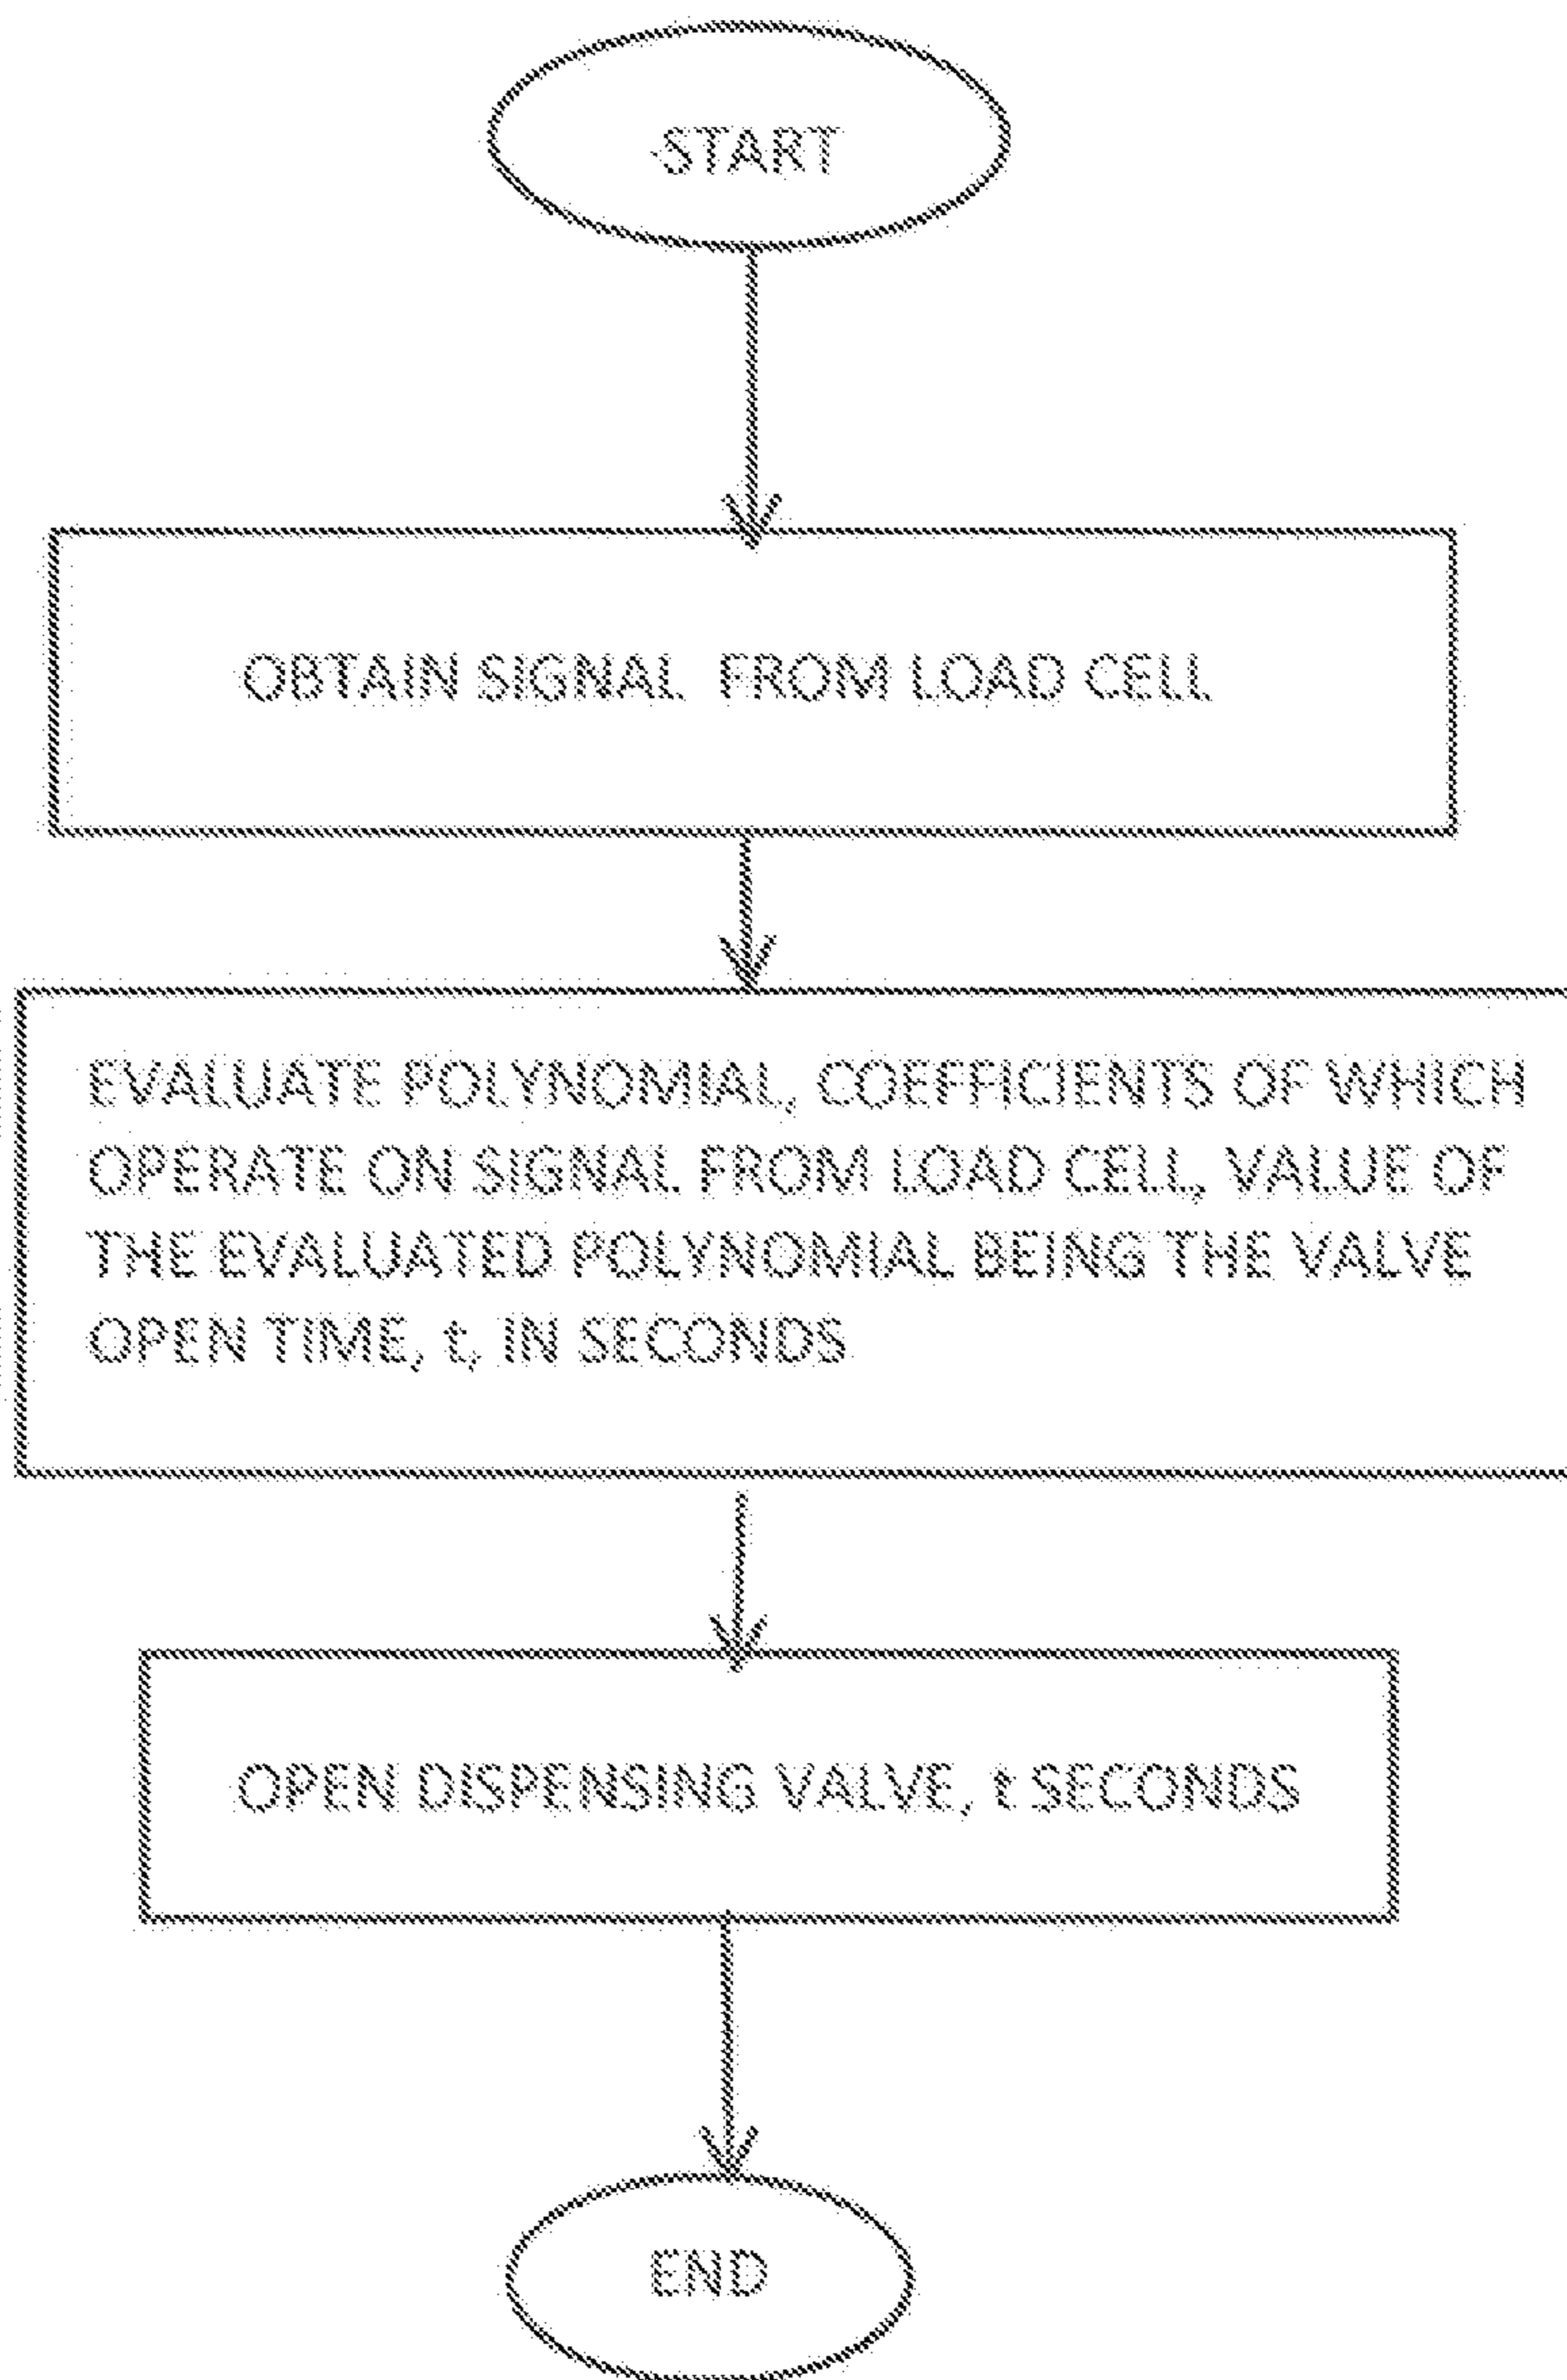 START
OBTAIN SIGNAL FROM LOAD CELL
EVALUATE POLYNOMIAL, COEFFICIENTS OF WHICH
OPERATE ON SIGNAL FROM LOAD CELL, VALUE OF
THE EVALUATED POLYNOMIAL BEING THE VALVE
OPEN TIME, t, IN SECONDS
OPEN DISPENSING VALVE, t SECONDS
END